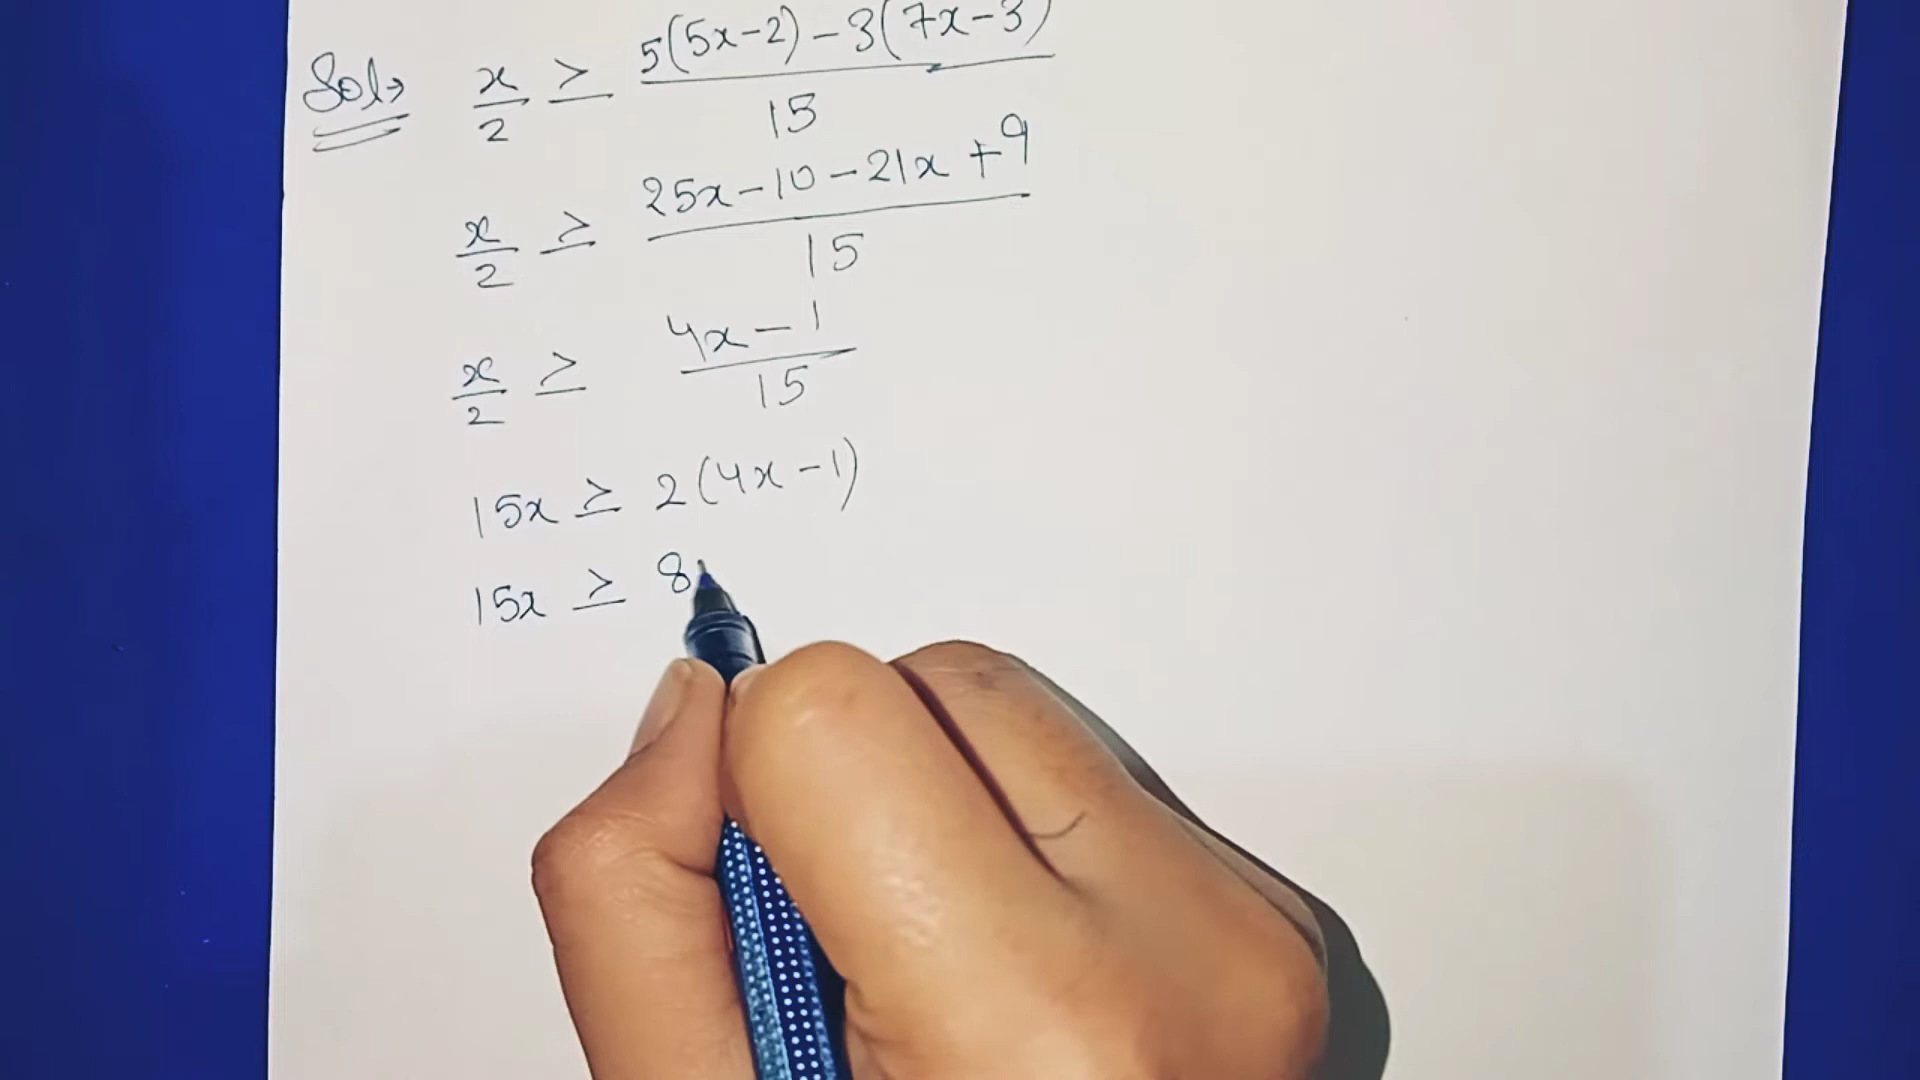 Sol→ x/2 ≥ 5(5x-2)-3(7x-3)/15
x/2 ≥ 25x-10-21x+9/15
x/2 ≥ 4x-1/15
15x ≥ 2(4x-1)
15x ≥ 8